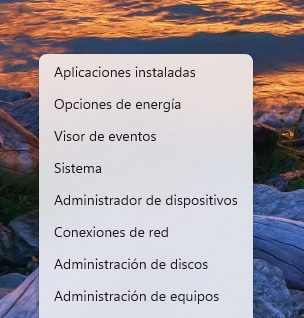 Aplicaciones instaladas
Opciones de energía
Visor de eventos
Sistema
Administrador de dispositivos
Conexiones de red
Administración de discos
Administración de equipos